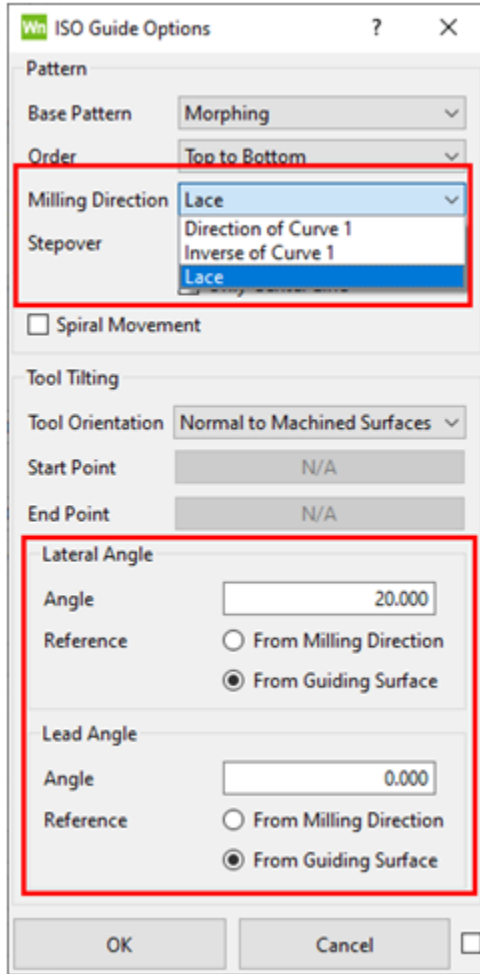 Wn ISO Guide Options ? ×
Pattern
Base Pattern Morphing
Order Top to Bottom
Milling Direction Lace
Direction of Curve 1
Stepover
Inverse of Curve 1
Lace
Spiral Movement
Tool Tilting
Tool Orientation Normal to Machined Surfaces
Start Point N/A
End Point N/A
Lateral Angle
Angle 20.000
Reference From Milling Direction
From Guiding Surface
Lead Angle
Angle 0.000
Reference From Milling Direction
From Guiding Surface
OK Cancel